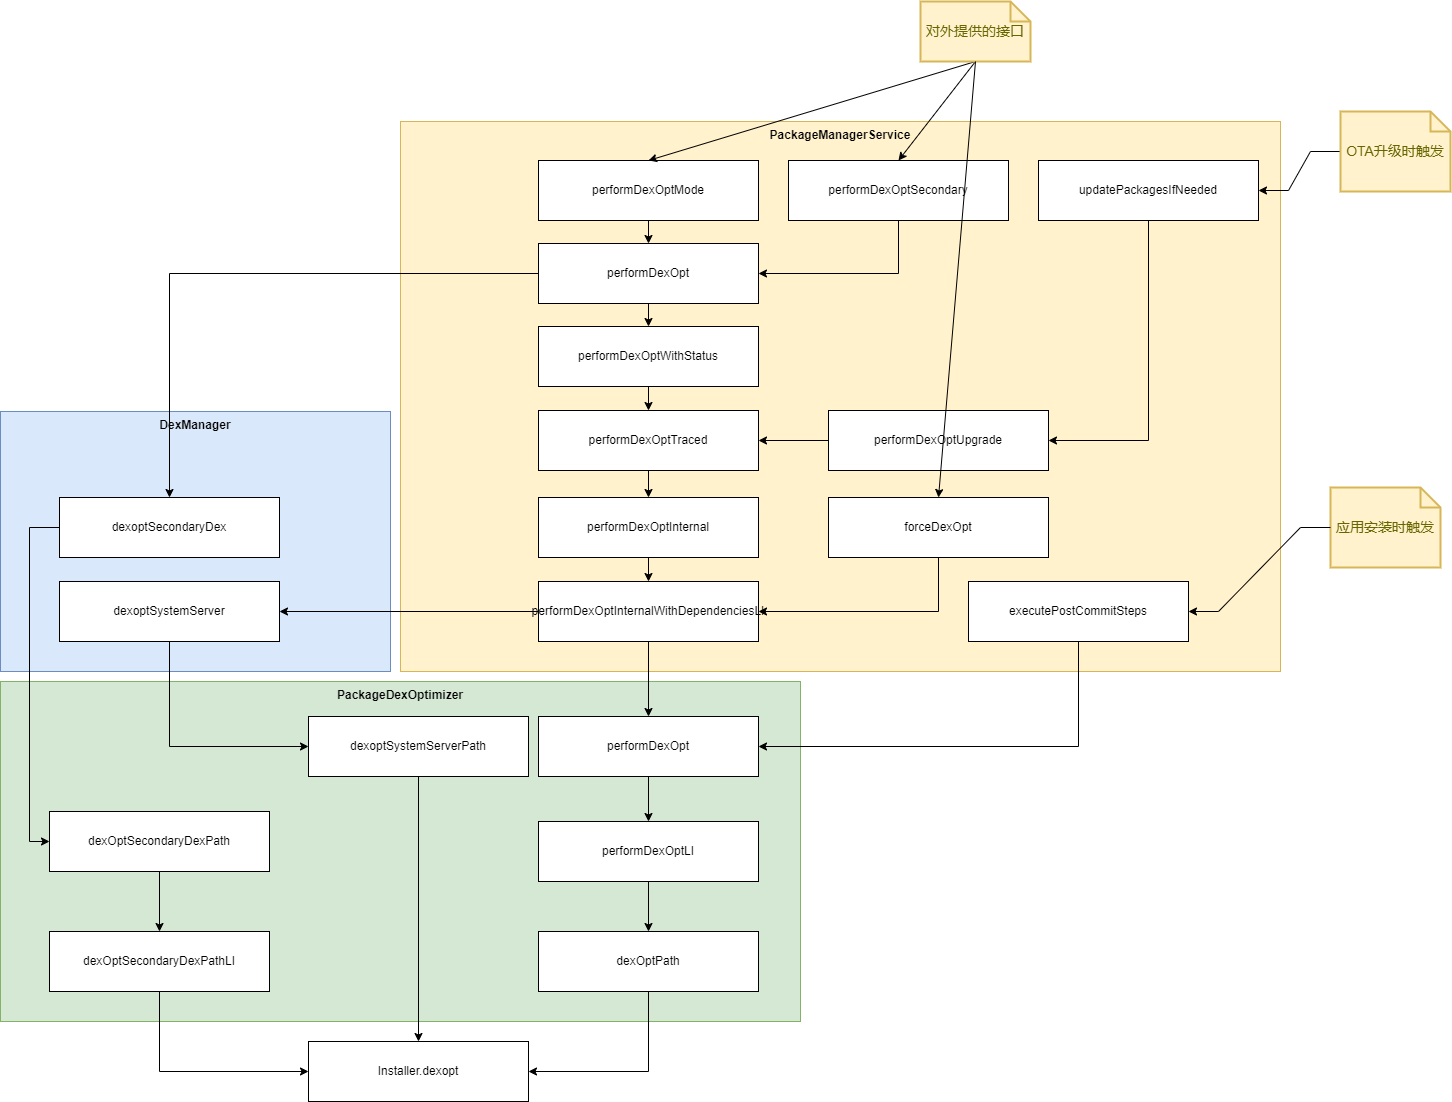 对外提供的接口
PackageManagerService
OTA升级时触发
performDexOptMode
performDexOptSecondary
updatePackagesIfNeeded
performDexOpt
performDexOptWithStatus
DexManager
performDexOptTraced
performDexOptUpgrade
dexoptSecondaryDex
performDexOptInternal
forceDexOpt
应用安装时触发
dexoptSystemServer
performDexOptInternalWithDependenciesLI
executePostCommitSteps
PackageDexOptimizer
dexoptSystemServerPath
performDexOpt
dexOptSecondaryDexPath
performDexOptLI
dexOptSecondaryDexPathLI
dexOptPath
Installer.dexopt